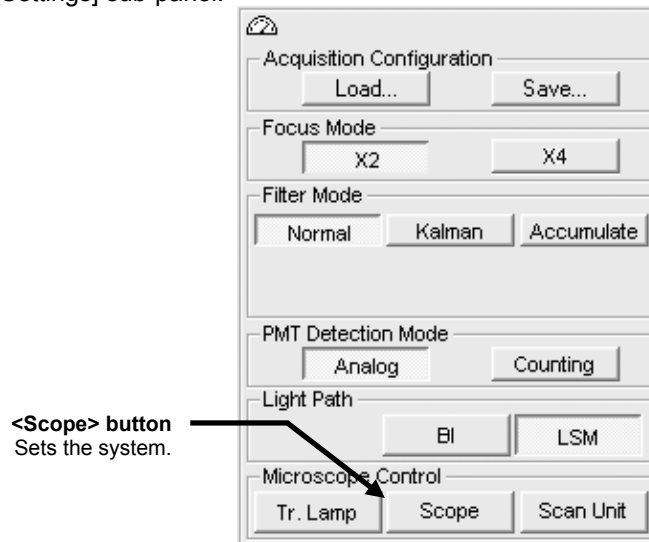 [Settings] sub-panel.
Acquisition Configuration
Load... Save...
Focus Mode
X2 X4
Filter Mode
Normal Kalman Accumulate
PMT Detection Mode
Analog Counting
Light Path
<Scope> button
BI LSM
Sets the system.
Microscope Control
Tr. Lamp Scope Scan Unit